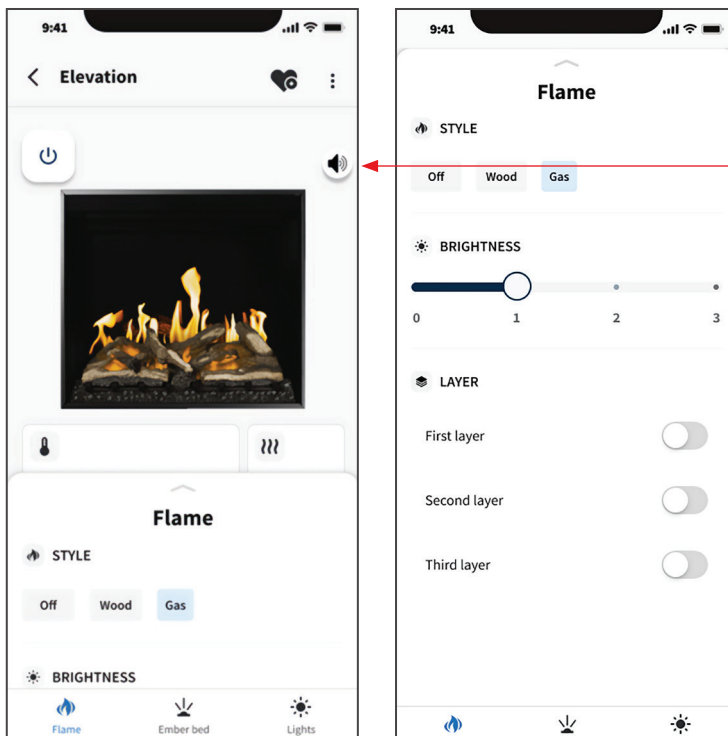 9:41
Elevation
Flame
STYLE
Off Wood Gas
BRIGHTNESS
Flame Ember bed Lights
9:41
Flame
STYLE
Off Wood Gas
BRIGHTNESS
0 1 2 3
LAYER
First layer
Second layer
Third layer